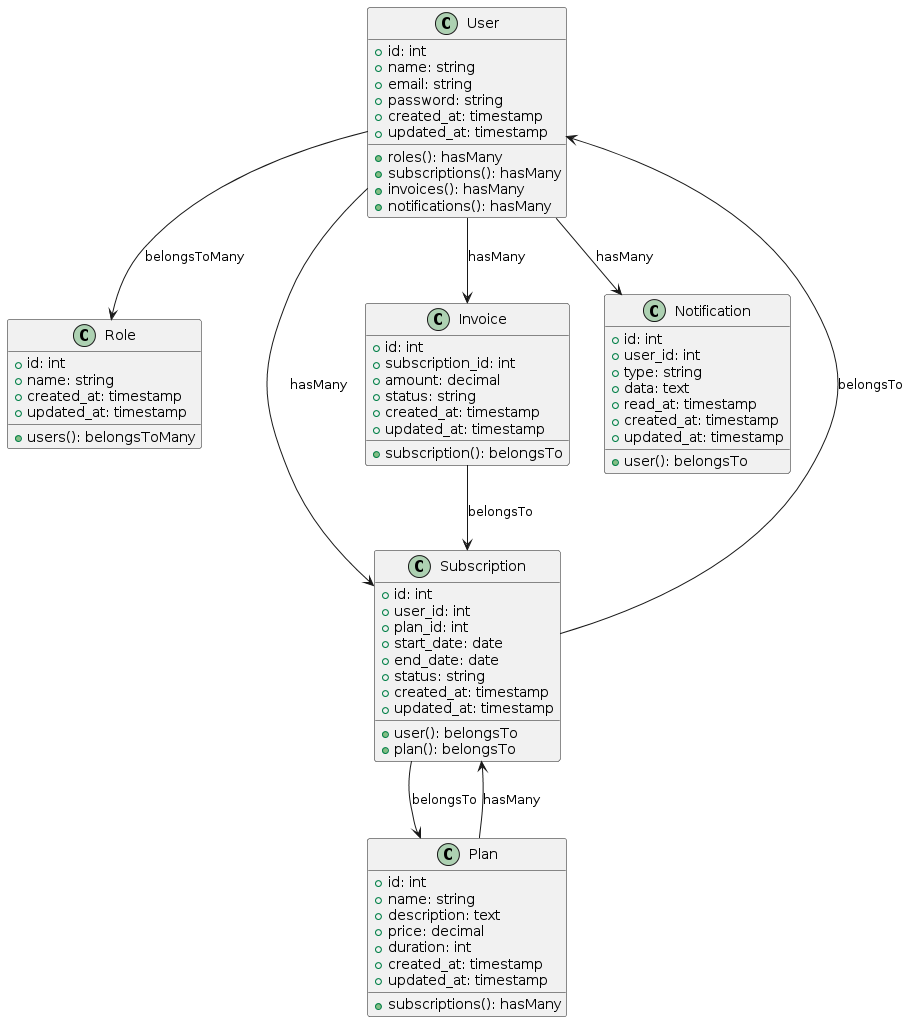 C User
id: int
name: string
email: string
password: string
created_at: timestamp
updated_at: timestamp
roles(): hasMany
subscriptions(): hasMany
invoices(): hasMany
notifications(): hasMany
belongsToMany
hasMany
hasMany
C Role
id: int
name: string
created_at: timestamp
updated_at: timestamp
users(): belongsToMany
C Invoice
id: int
subscription_id: int
amount: decimal
status: string
created_at: timestamp
updated_at: timestamp
subscription(): belongsTo
C Notification
id: int
user_id: int
type: string
data: text
read_at: timestamp
created_at: timestamp
updated_at: timestamp
user(): belongsTo
hasMany
belongsTo
belongsTo
C Subscription
id: int
user_id: int
plan_id: int
start_date: date
end_date: date
status: string
created_at: timestamp
updated_at: timestamp
user(): belongsTo
plan(): belongsTo
belongsTo
hasMany
C Plan
id: int
name: string
description: text
price: decimal
duration: int
created_at: timestamp
updated_at: timestamp
subscriptions(): hasMany